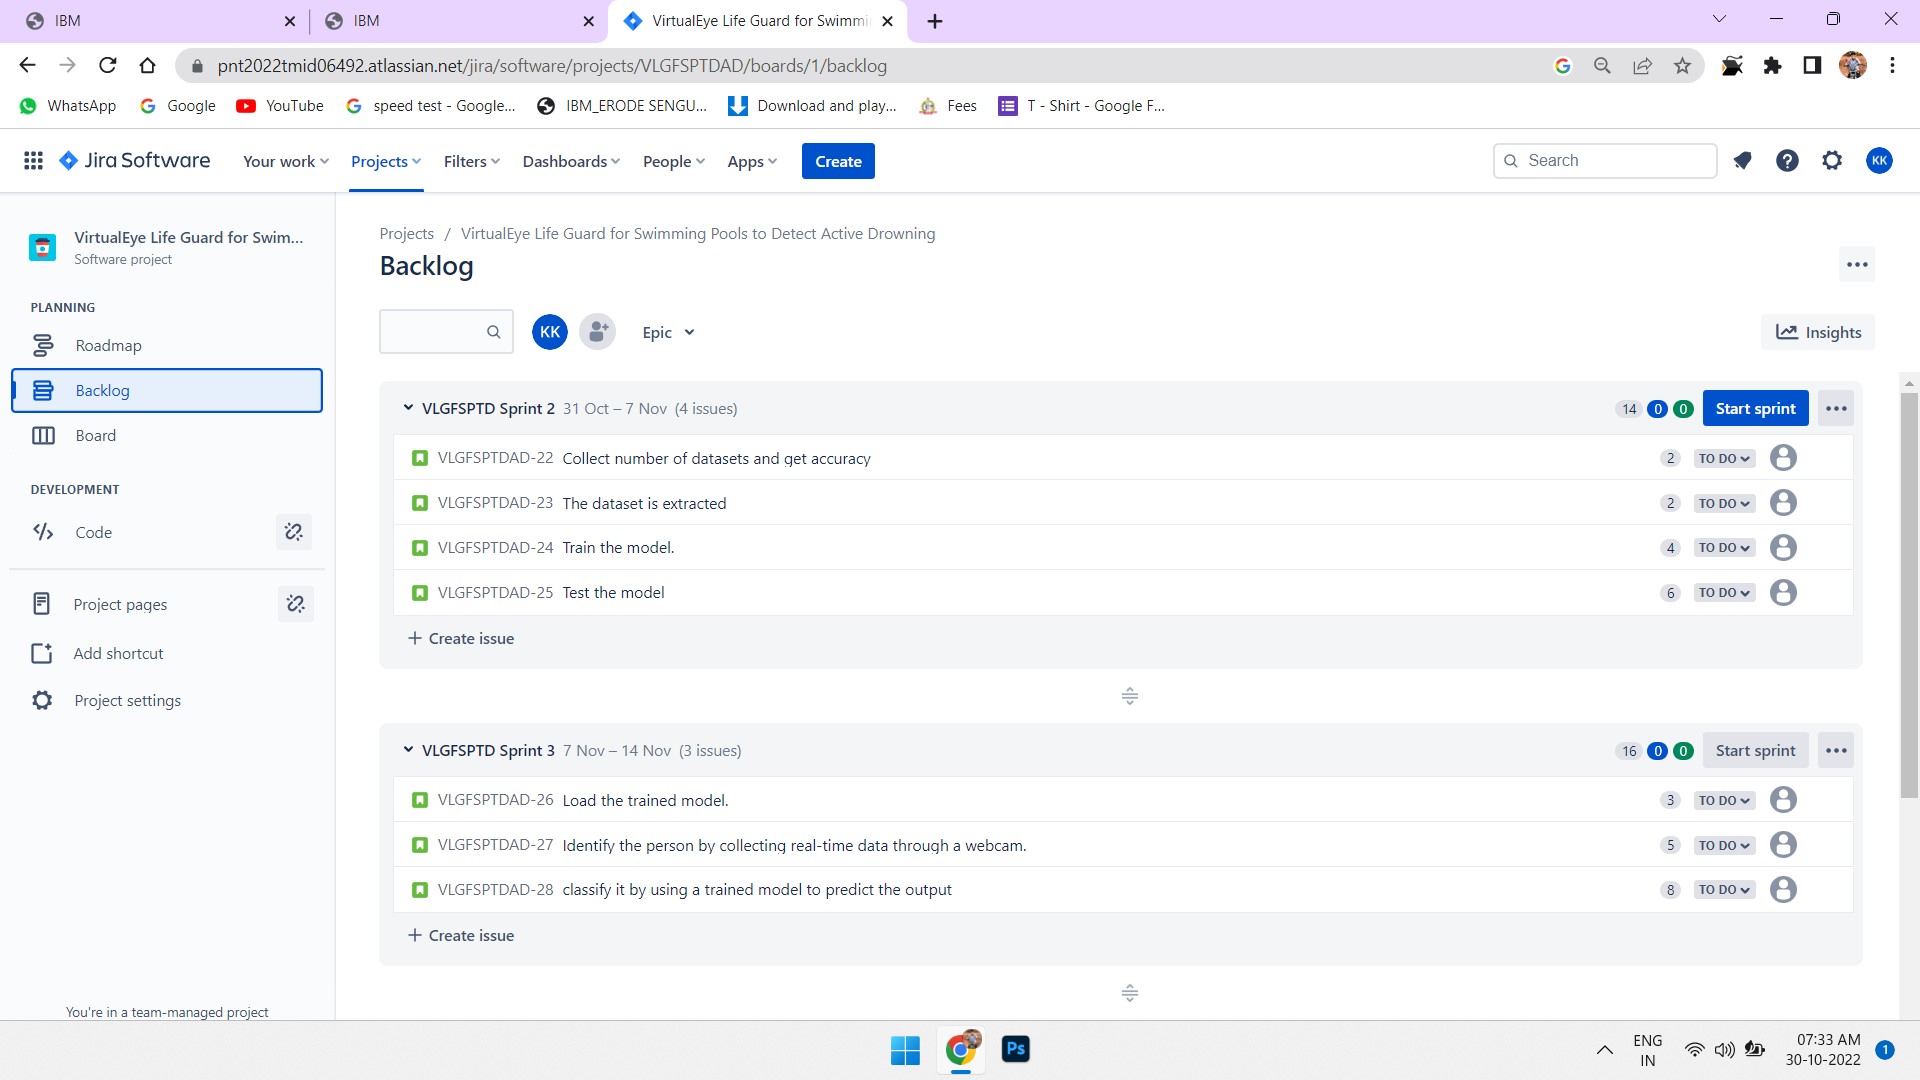 IBM
IBM
VirtualEye Life Guard for Swimmi
pnt2022tmid06492.atlassian.net/jira/software/projects/VLGFSPTDAD/boards/1/backlog
WhatsApp
Google
YouTube
speed test - Google...
IBM_ERODE SENGU...
Download and play...
Fees
T - Shirt - Google F...
Jira Software
Your work
Projects
Filters
Dashboards
People
Apps
Create
Search
KK
VirtualEye Life Guard for Swim...
Software project
PLANNING
Roadmap
Backlog
Board
DEVELOPMENT
Code
Project pages
Add shortcut
Project settings
You're in a team-managed project
Projects / VirtualEye Life Guard for Swimming Pools to Detect Active Drowning
Backlog
KK
Epic
Insights
VLGFSPTD Sprint 2 31 Oct – 7 Nov (4 issues) 14 0 0 Start sprint
VLGFSPTDAD-22 Collect number of datasets and get accuracy 2 TO DO
VLGFSPTDAD-23 The dataset is extracted 2 TO DO
VLGFSPTDAD-24 Train the model. 4 TO DO
VLGFSPTDAD-25 Test the model 6 TO DO
+ Create issue
VLGFSPTD Sprint 3 7 Nov – 14 Nov (3 issues) 16 0 0 Start sprint
VLGFSPTDAD-26 Load the trained model. 3 TO DO
VLGFSPTDAD-27 Identify the person by collecting real-time data through a webcam. 5 TO DO
VLGFSPTDAD-28 classify it by using a trained model to predict the output 8 TO DO
+ Create issue
Ps
ENG
IN
07:33 AM
30-10-2022
1